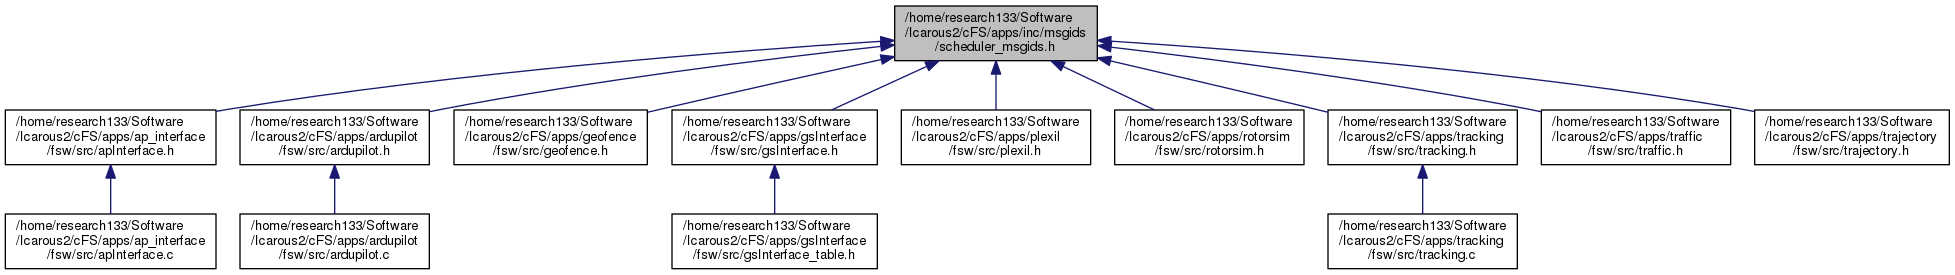 /home/research133/Software
/Icarous2/cFS/apps/inc/msgids
/scheduler_msgids.h
/home/research133/Software
/Icarous2/cFS/apps/ap_interface
/fsw/src/apInterface.h
/home/research133/Software
/Icarous2/cFS/apps/ardupilot
/fsw/src/ardupilot.h
/home/research133/Software
/Icarous2/cFS/apps/geofence
/fsw/src/geofence.h
/home/research133/Software
/Icarous2/cFS/apps/gsInterface
/fsw/src/gsInterface.h
/home/research133/Software
/Icarous2/cFS/apps/plexil
/fsw/src/plexil.h
/home/research133/Software
/Icarous2/cFS/apps/rotorsim
/fsw/src/rotorsim.h
/home/research133/Software
/Icarous2/cFS/apps/tracking
/fsw/src/tracking.h
/home/research133/Software
/Icarous2/cFS/apps/traffic
/fsw/src/traffic.h
/home/research133/Software
/Icarous2/cFS/apps/trajectory
/fsw/src/trajectory.h
/home/research133/Software
/Icarous2/cFS/apps/ap_interface
/fsw/src/apInterface.c
/home/research133/Software
/Icarous2/cFS/apps/ardupilot
/fsw/src/ardupilot.c
/home/research133/Software
/Icarous2/cFS/apps/gsInterface
/fsw/src/gsInterface_table.h
/home/research133/Software
/Icarous2/cFS/apps/tracking
/fsw/src/tracking.c